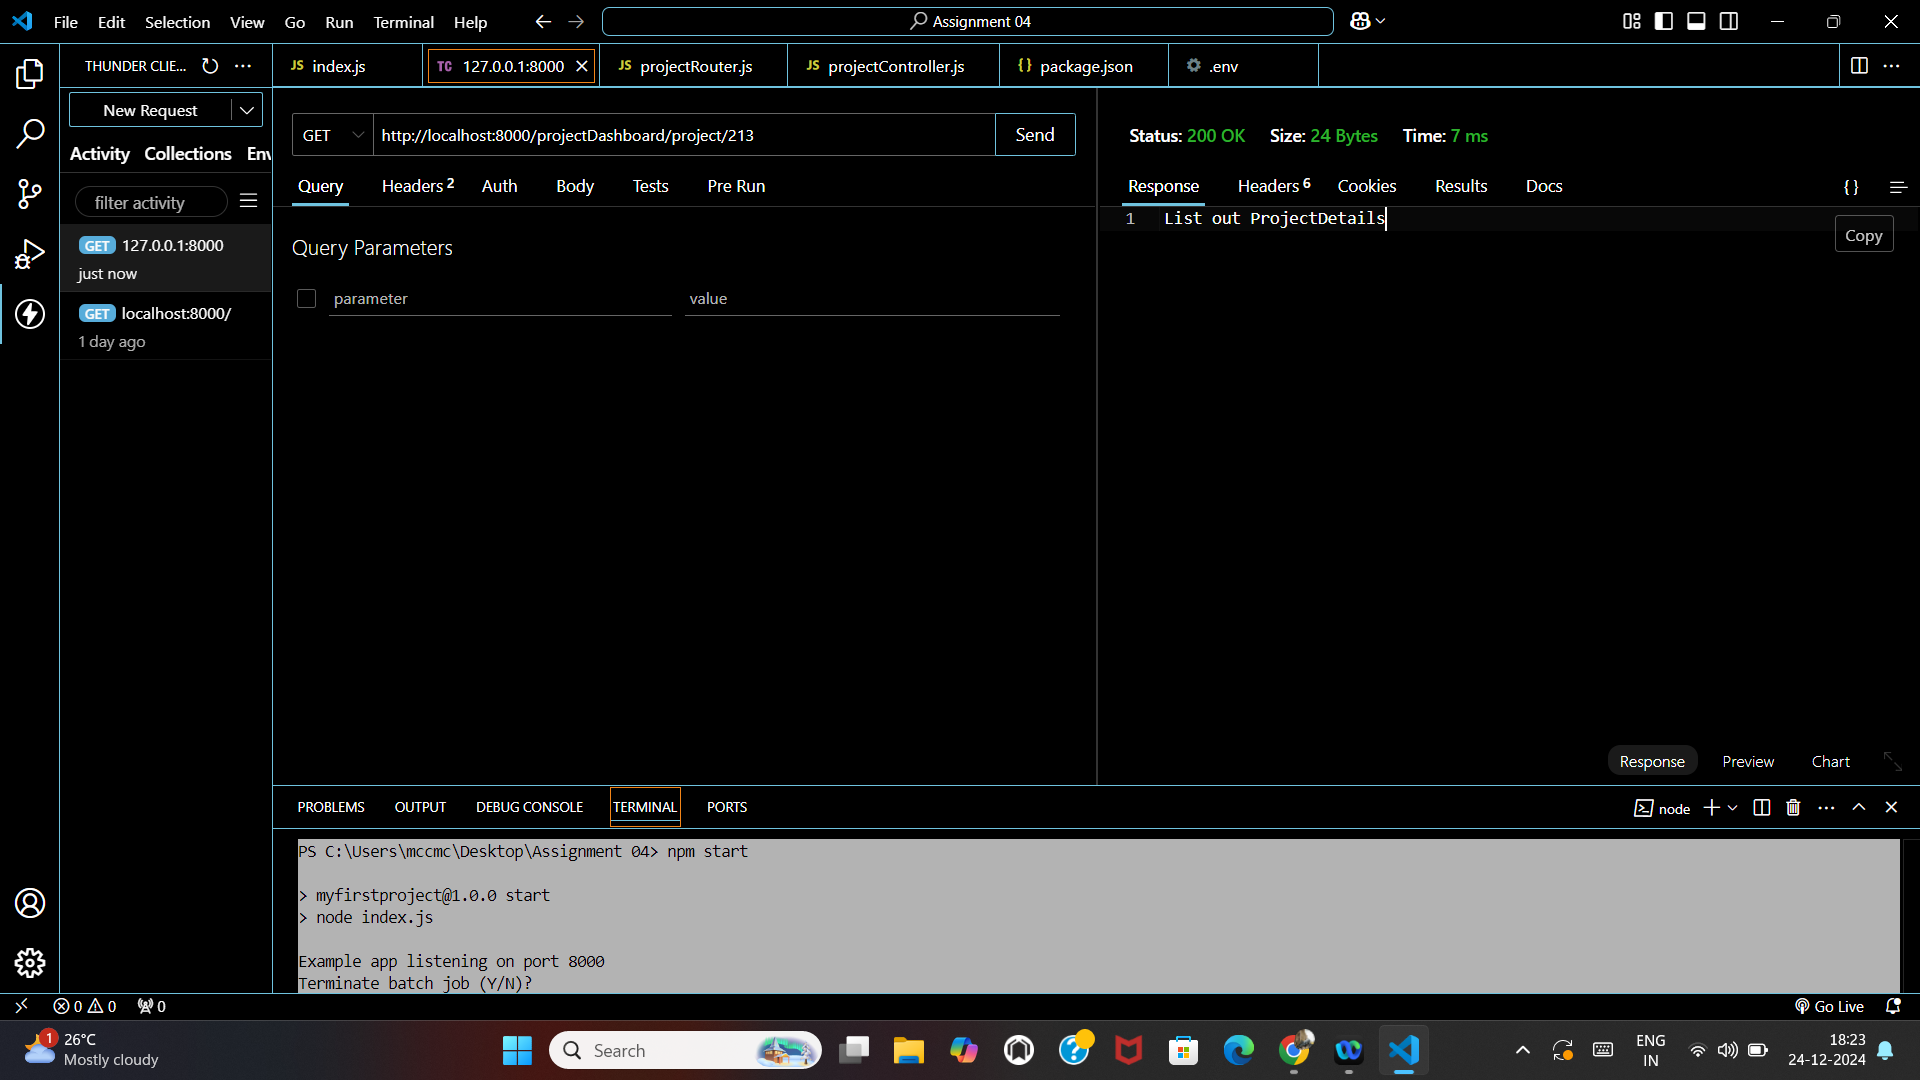 File Edit Selection View Go Run Terminal Help
Assignment 04
THUNDER CLIE... ...
JS index.js
TC 127.0.0.1:8000
JS projectRouter.js
JS projectController.js
{} package.json
.env
New Request
Activity Collections Env
filter activity
GET 127.0.0.1:8000
just now
GET localhost:8000/
1 day ago
GET http://localhost:8000/projectDashboard/project/213 Send
Query Headers 2 Auth Body Tests Pre Run
Query Parameters
parameter value
Status: 200 OK Size: 24 Bytes Time: 7 ms
Response Headers 6 Cookies Results Docs {}
1 List out ProjectDetails
Copy
Response Preview Chart
PROBLEMS OUTPUT DEBUG CONSOLE TERMINAL PORTS
node
PS C:\Users\mccmc\Desktop\Assignment 04> npm start
> myfirstproject@1.0.0 start
> node index.js
Example app listening on port 8000
Terminate batch job (Y/N)?
0 0 0
Go Live
1
26°C
Mostly cloudy
Search
ENG
IN
18:23
24-12-2024